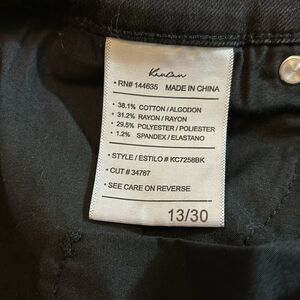 KanCan
• RN# 144635 MADE IN CHINA
• 38.1% COTTON/ALGODON
• 31.2% RAYON/RAYON
• 29.5% POLYESTER/POLIESTER
• 1.2% SPANDEX/ELASTANO
• STYLE/ESTILO # KC7258BK
• CUT # 34787
• SEE CARE ON REVERSE
13/30